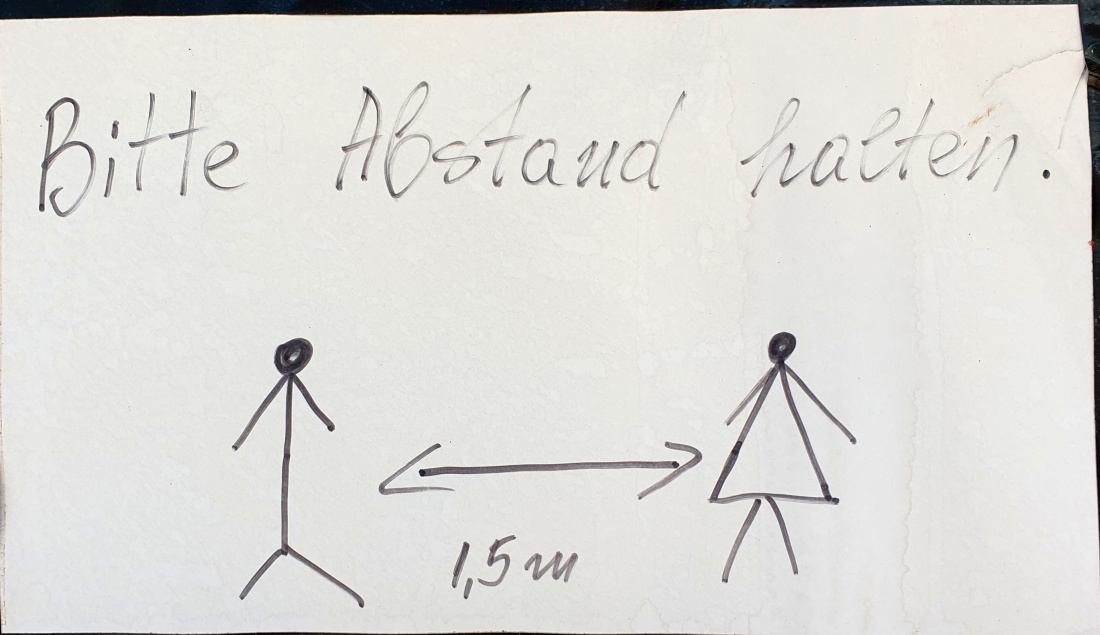 Bitte Abstand halten!
1,5 m